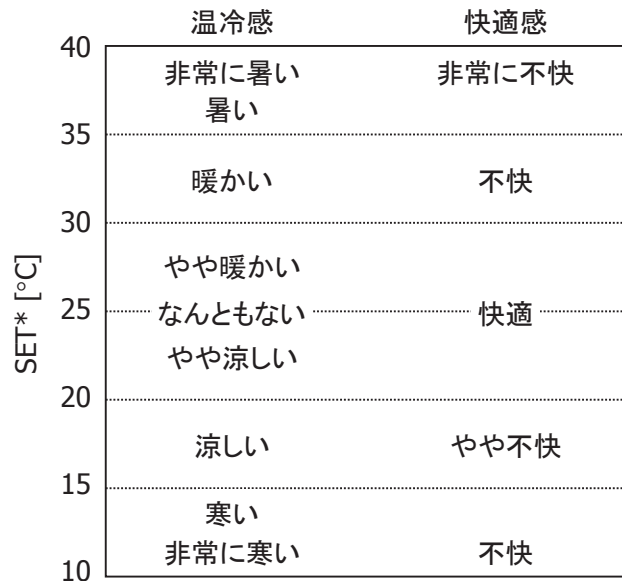 温冷感 快適感
40
非常に暑い 非常に不快
暑い
35
暖かい 不快
30
やや暖かい
25 なんともない 快適
やや涼しい
20
涼しい やや不快
15
寒い
非常に寒い 不快
10
SET* [°C]